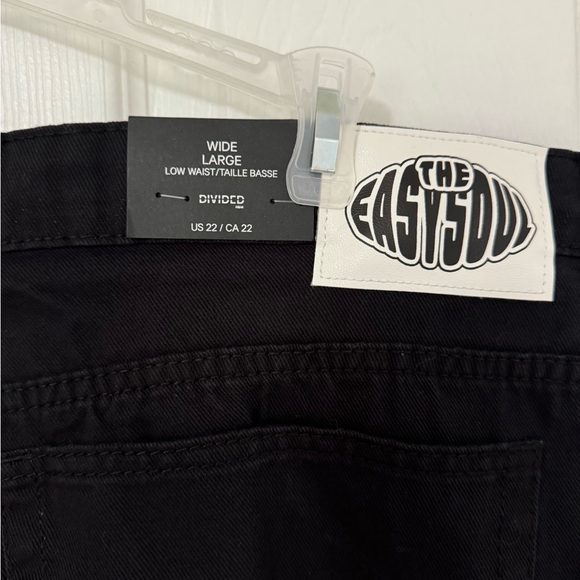 WIDE
LARGE
LOW WAIST/TAILLE BASSE
DIVIDED
US 22 / CA 22
THE
EASYSOUL